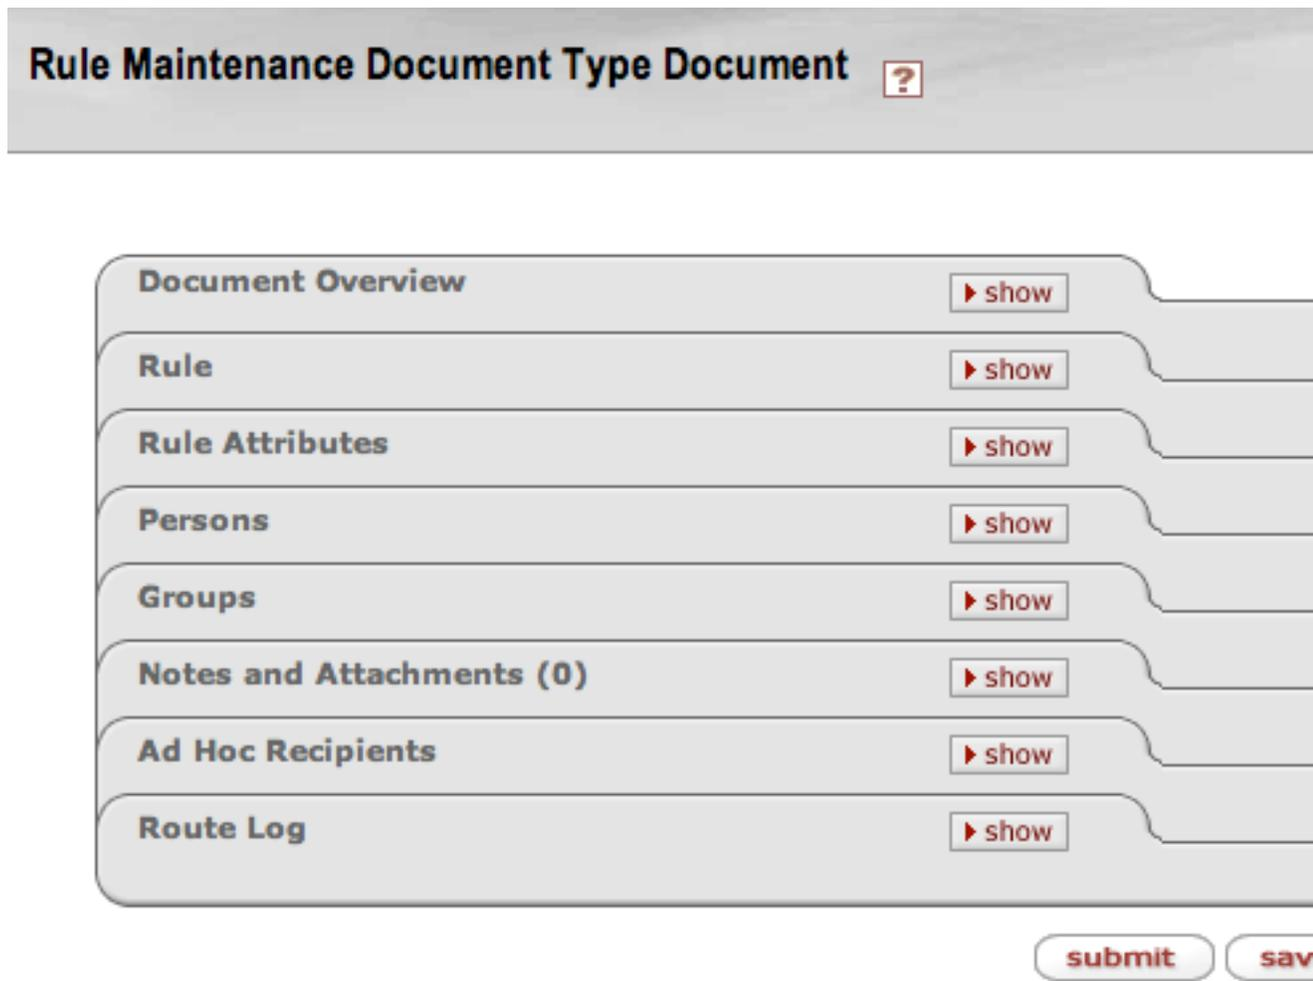 Rule Maintenance Document Type Document ?
Document Overview show
Rule show
Rule Attributes show
Persons show
Groups show
Notes and Attachments (0) show
Ad Hoc Recipients show
Route Log show
submit sav